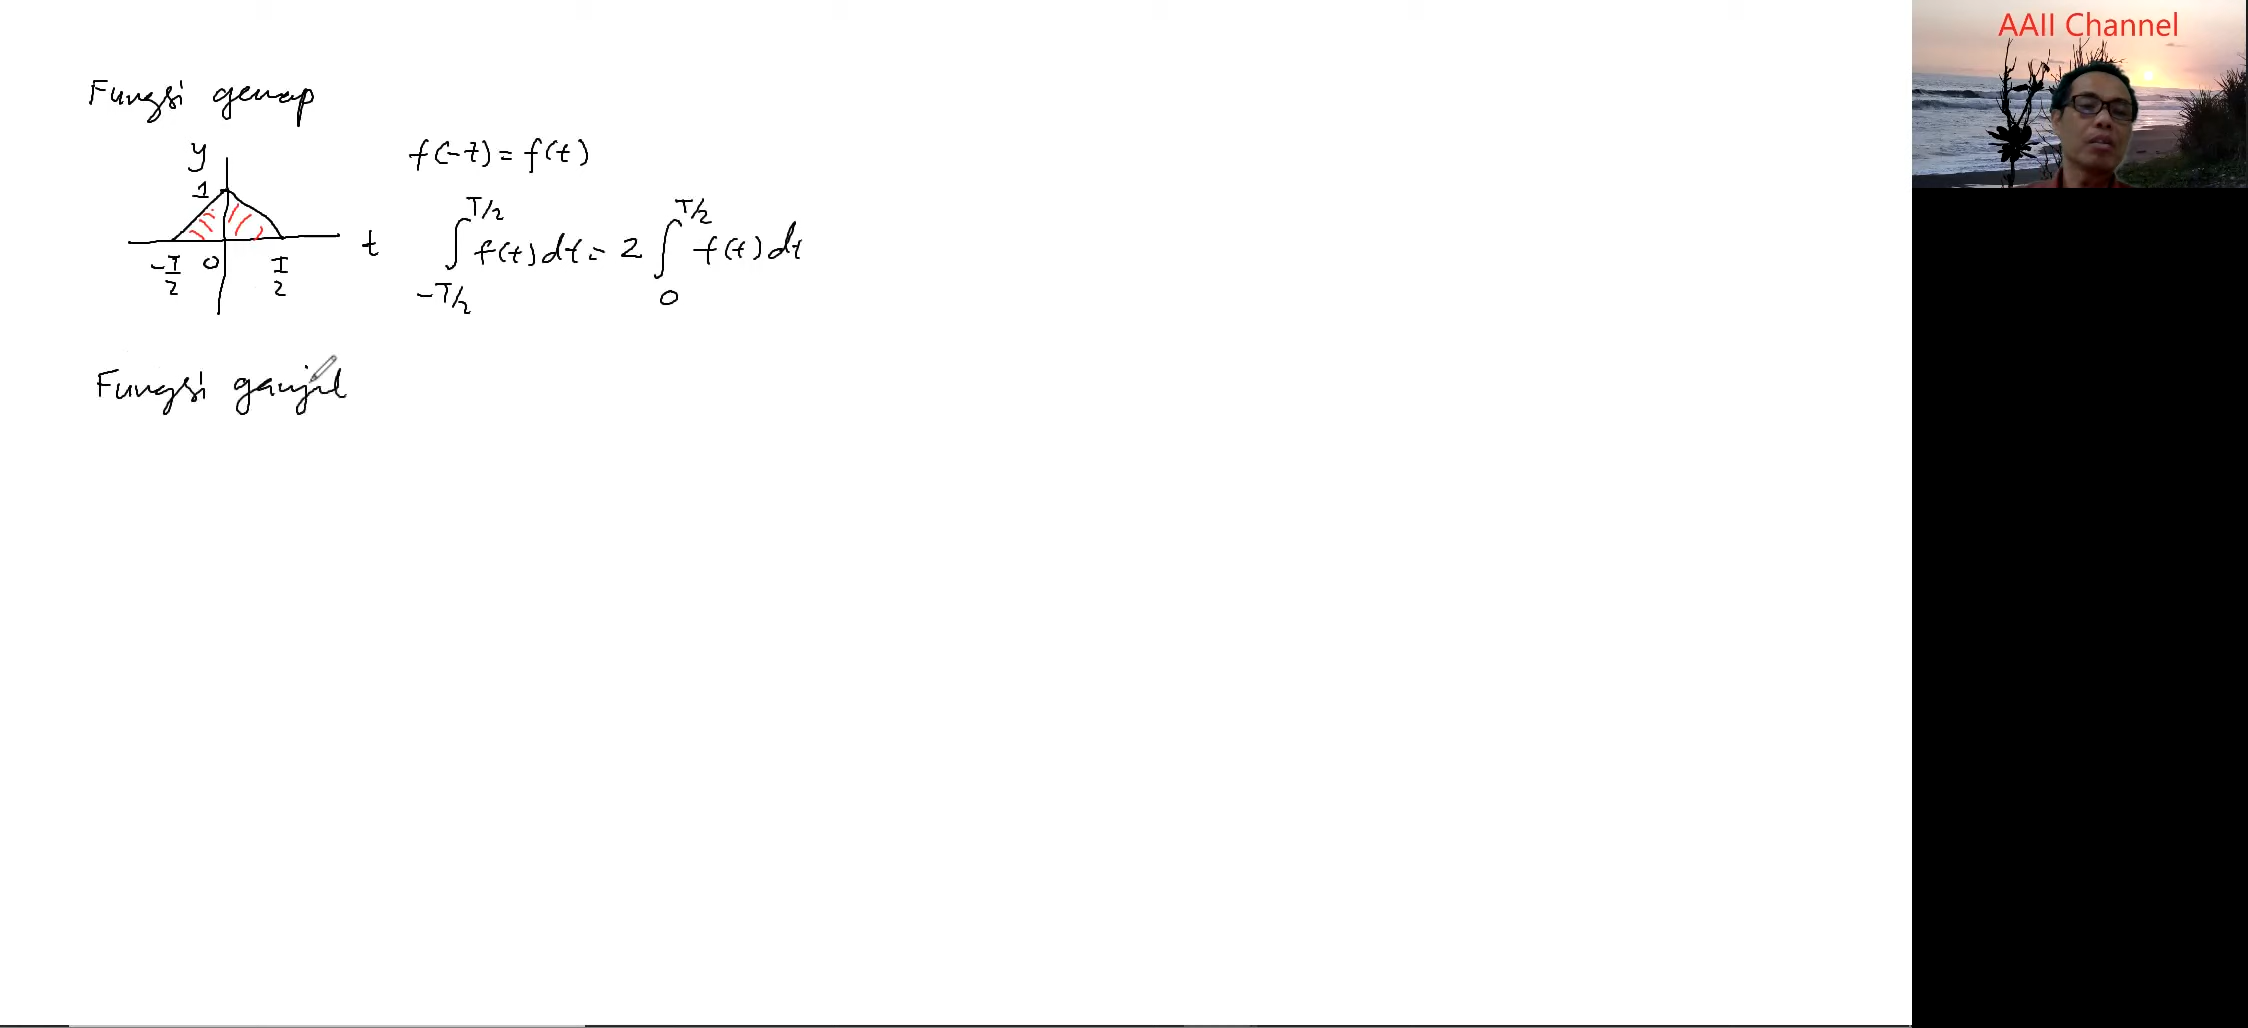 AAII Channel
Fungsi genap
y
1
t
-T/2 0 T/2
f(-t) = f(t)
∫_{-T/2}^{T/2} f(t) dt = 2 ∫_{0}^{T/2} f(t) dt
Fungsi ganjil